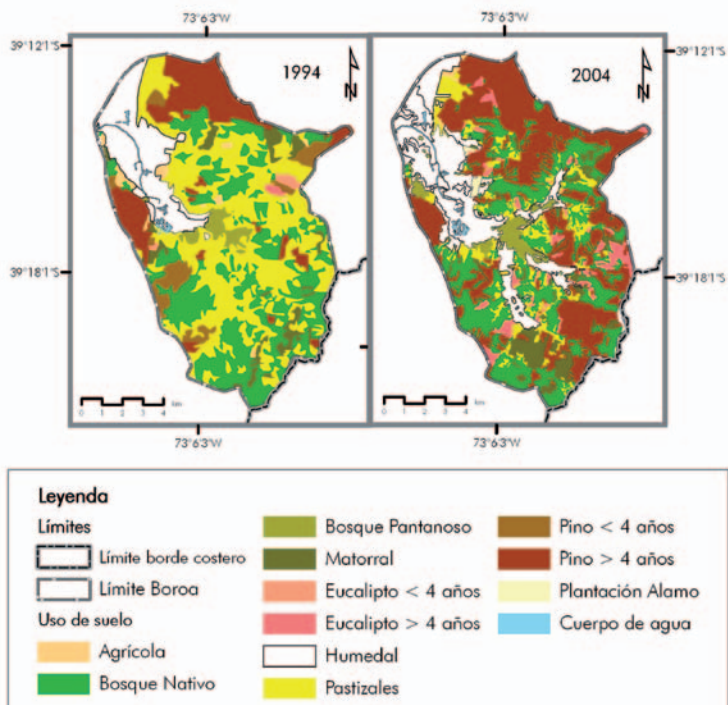 73°6'3"W 73°6'3"W
39°12'1"S 39°12'1"S
1994 2004
N N
39°18'1"S 39°18'1"S
0 1 2 3 4 km 0 1 2 3 4 km
73°6'3"W 73°6'3"W
Leyenda
Límites
Límite borde costero
Límite Boroa
Uso de suelo
Agrícola
Bosque Nativo
Bosque Pantanoso
Matorral
Eucalipto < 4 años
Eucalipto > 4 años
Humedal
Pastizales
Pino < 4 años
Pino > 4 años
Plantación Alamo
Cuerpo de agua